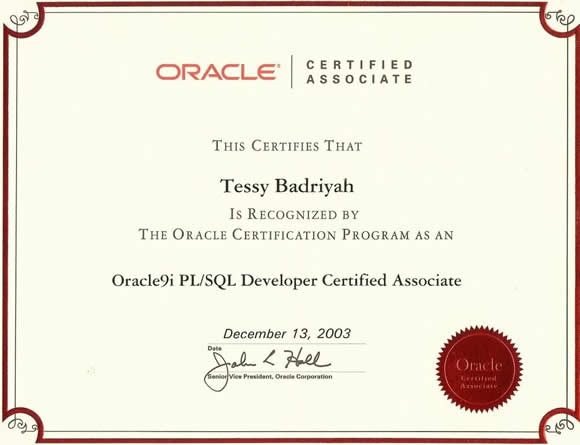 ORACLE® CERTIFIED
ASSOCIATE
THIS CERTIFIES THAT
Tessy Badriyah
IS RECOGNIZED BY
THE ORACLE CERTIFICATION PROGRAM AS AN
Oracle9i PL/SQL Developer Certified Associate
December 13, 2003
Date
John L Hall
Senior Vice President, Oracle Corporation
Oracle
Certified
Associate